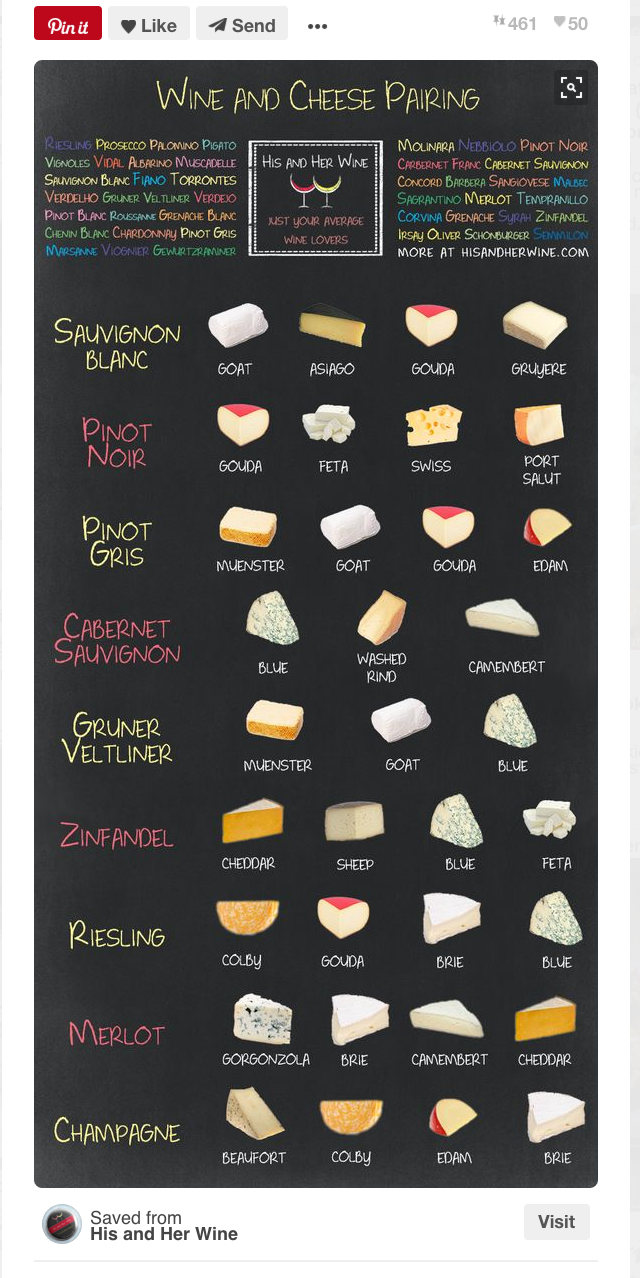 Pin it
Like
Send
461
50
WINE AND CHEESE PAIRING
RIESLING PROSECCO PALOMINO PIGATO
VIGNOLES VIDAL ALBARINO MUSCADELLE
SAUVIGNON BLANC FIANO TORRONTES
VERDELHO GRUNER VELTLINER VERDEJO
PINOT BLANC ROUSSANNE GRENACHE BLANC
CHENIN BLANC CHARDONNAY PINOT GRIS
MARSANNE VIOGNIER GEWURTZRAMINER
HIS AND HER WINE
JUST YOUR AVERAGE
WINE LOVERS
MOLINARA NEBBIOLO PINOT NOIR
CARBERNET FRANC CABERNET SAUVIGNON
CONCORD BARBERA SANGIOVESE MALBEC
SAGRANTINO MERLOT TEMPRANILLO
CORVINA GRENACHE SYRAH ZINFANDEL
IRSAY OLIVER SCHONBURGER SEMMILON
MORE AT HISANDHERWINE.COM
SAUVIGNON
BLANC
GOAT
ASIAGO
GOUDA
GRUYERE
PINOT
NOIR
GOUDA
FETA
SWISS
PORT
SALUT
PINOT
GRIS
MUENSTER
GOAT
GOUDA
EDAM
CABERNET
SAUVIGNON
BLUE
WASHED
RIND
CAMEMBERT
GRUNER
VELTLINER
MUENSTER
GOAT
BLUE
ZINFANDEL
CHEDDAR
SHEEP
BLUE
FETA
RIESLING
COLBY
GOUDA
BRIE
BLUE
MERLOT
GORGONZOLA
BRIE
CAMEMBERT
CHEDDAR
CHAMPAGNE
BEAUFORT
COLBY
EDAM
BRIE
Saved from
His and Her Wine
Visit